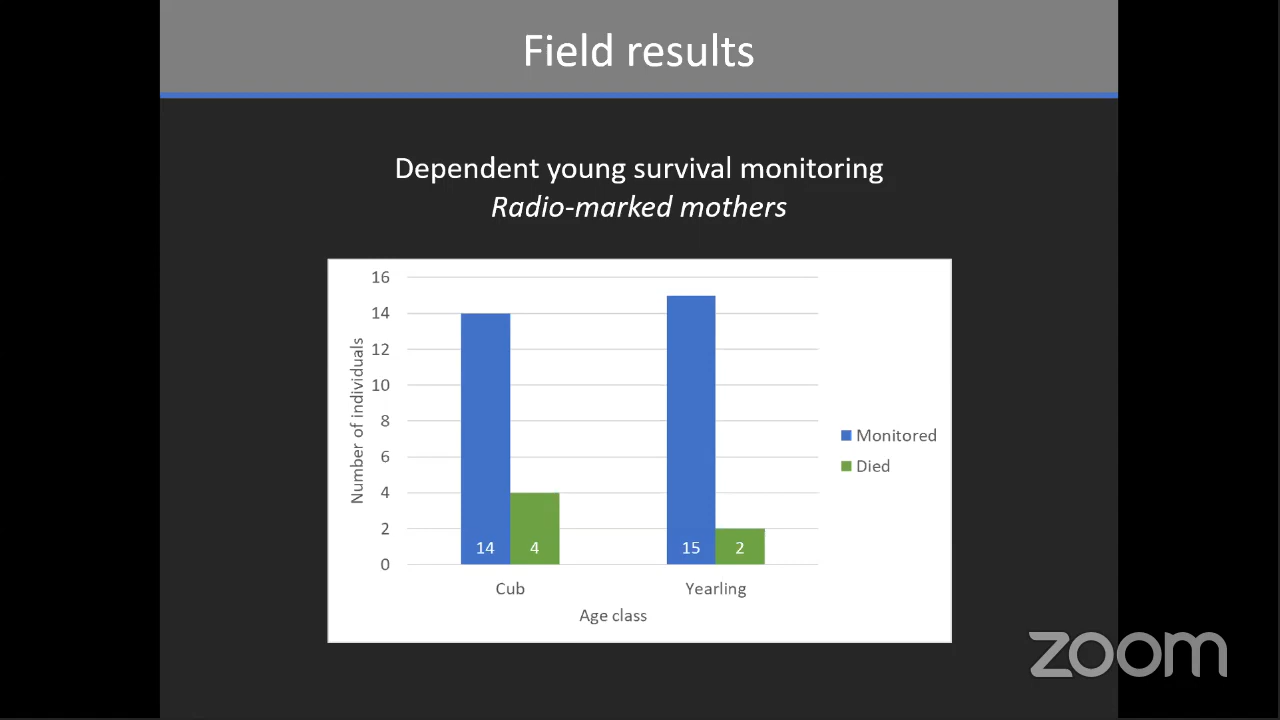 Field results
Dependent young survival monitoring
Radio-marked mothers
16
14
12
10
8
6
4
2
0
Number of individuals
14
4
15
2
Cub
Yearling
Age class
Monitored
Died
zoom